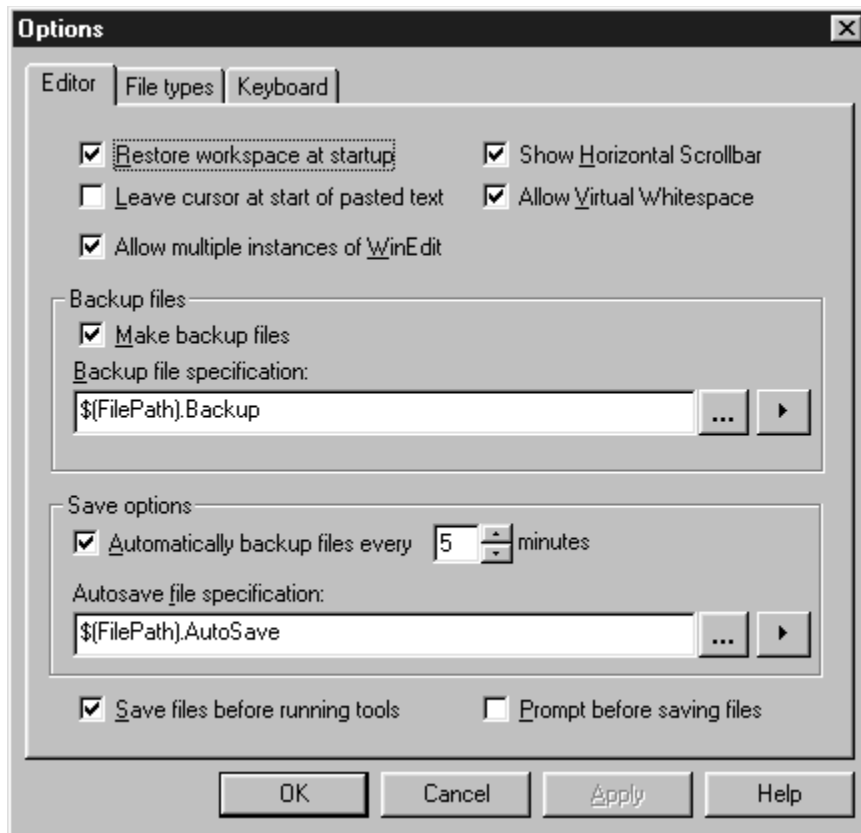 Options
Editor File types Keyboard
Restore workspace at startup Show Horizontal Scrollbar
Leave cursor at start of pasted text Allow Virtual Whitespace
Allow multiple instances of WinEdit
Backup files
Make backup files
Backup file specification:
$(FilePath).Backup ...
Save options
Automatically backup files every 5 minutes
Autosave file specification:
$(FilePath).AutoSave ...
Save files before running tools Prompt before saving files
OK Cancel Apply Help